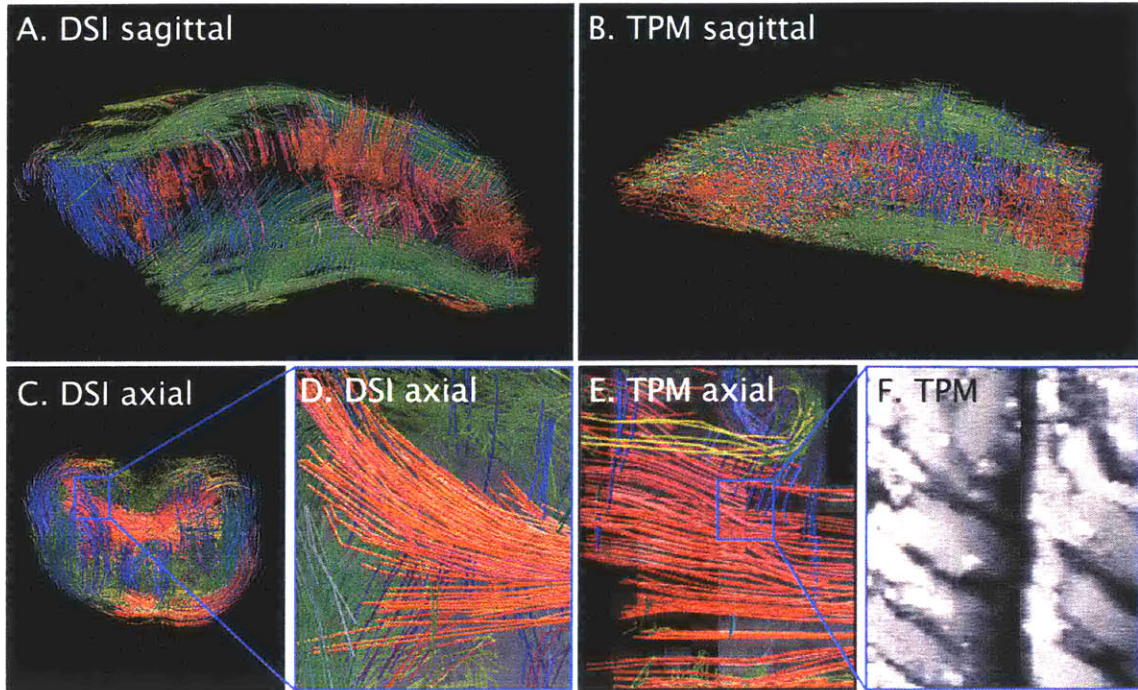 A. DSI sagittal
B. TPM sagittal
C. DSI axial
D. DSI axial
E. TPM axial
F. TPM